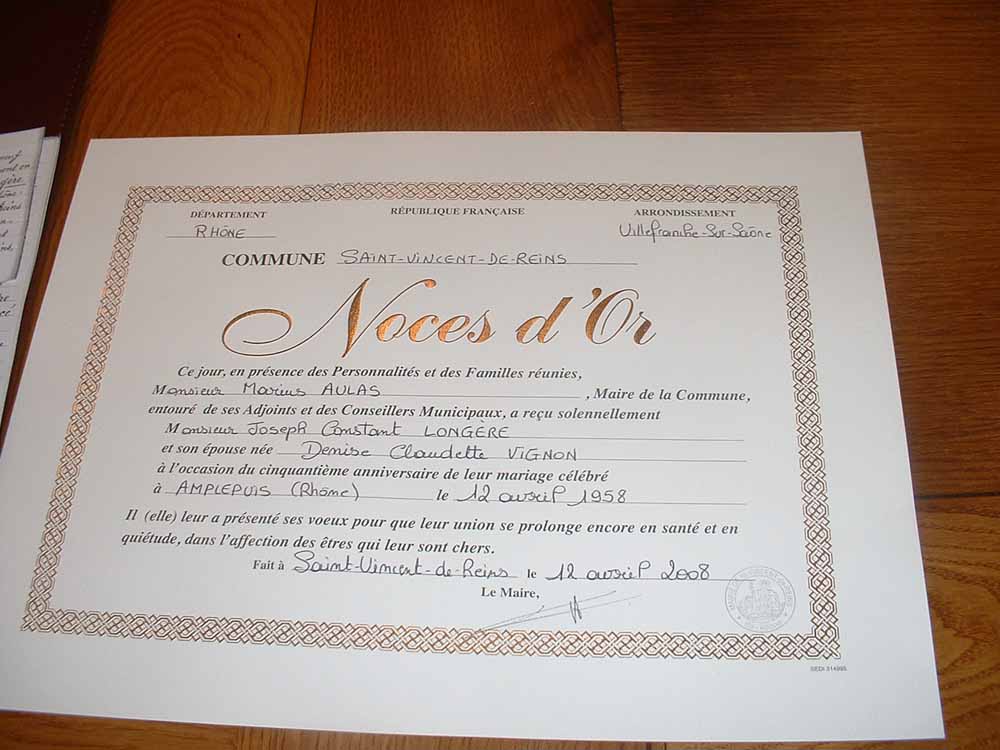 DÉPARTEMENT
RÉPUBLIQUE FRANÇAISE
ARRONDISSEMENT
RHÔNE
Villefranche-Sur-Saône
COMMUNE SAINT-VINCENT-DE-REINS
Noces d'Or
Ce jour, en présence des Personnalités et des Familles réunies,
Monsieur Marius AULAS , Maire de la Commune,
entouré de ses Adjoints et des Conseillers Municipaux, a reçu solennellement
Monsieur Joseph Constant LONGÈRE
et son épouse née Denise Claudette VIGNON
à l'occasion du cinquantième anniversaire de leur mariage célébré
à AMPLEPUIS (Rhône) le 12 avril 1958
Il (elle) leur a présenté ses voeux pour que leur union se prolonge encore en santé et en
quiétude, dans l'affection des êtres qui leur sont chers.
Fait à Saint-Vincent-de-Reins le 12 avril 2008
Le Maire,
SEDI 314995